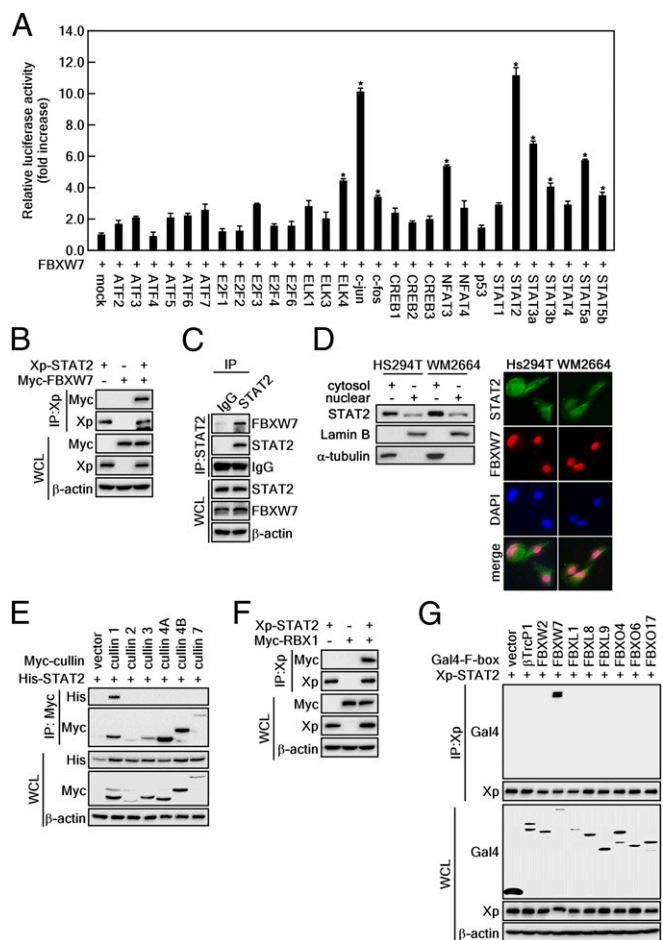 A
Relative luciferase activity
(fold increase)
14.0
12.0
10.0
8.0
6.0
4.0
2.0
0.0
* * * * * * * * *
FBXW7 + + + + + + + + + + + + + + + + + + + + + + + + + + + +
mock ATF2 ATF3 ATF4 ATF5 ATF6 ATF7 E2F1 E2F2 E2F3 E2F4 E2F6 ELK1 ELK3 ELK4 c-jun c-fos CREB1 CREB2 CREB3 NFAT3 NFAT4 p53 STAT1 STAT2 STAT3a STAT3b STAT4 STAT5a STAT5b
B
Xp-STAT2 + - +
Myc-FBXW7 - + +
IP:Xp
Myc
Xp
WCL
Myc
Xp
β-actin
C
IP
IgG STAT2
IP:STAT2
FBXW7
STAT2
IgG
WCL
STAT2
FBXW7
β-actin
D
HS294T WM2664
cytosol + - + -
nuclear - + - +
STAT2
Lamin B
α-tubulin
Hs294T WM2664
STAT2
FBXW7
DAPI
merge
E
Myc-cullin vector cullin 1 cullin 2 cullin 3 cullin 4A cullin 4B cullin 7
His-STAT2 + + + + + + +
IP: Myc
His
Myc
WCL
His
Myc
β-actin
F
Xp-STAT2 + - +
Myc-RBX1 - + +
IP:Xp
Myc
Xp
WCL
Myc
Xp
β-actin
G
Gal4-F-box vector βTrcP1 FBXW2 FBXW7 FBXL1 FBXL8 FBXL9 FBXO4 FBXO6 FBXO17
Xp-STAT2 + + + + + + + + + +
IP:Xp
Gal4
Xp
WCL
Gal4
Xp
β-actin